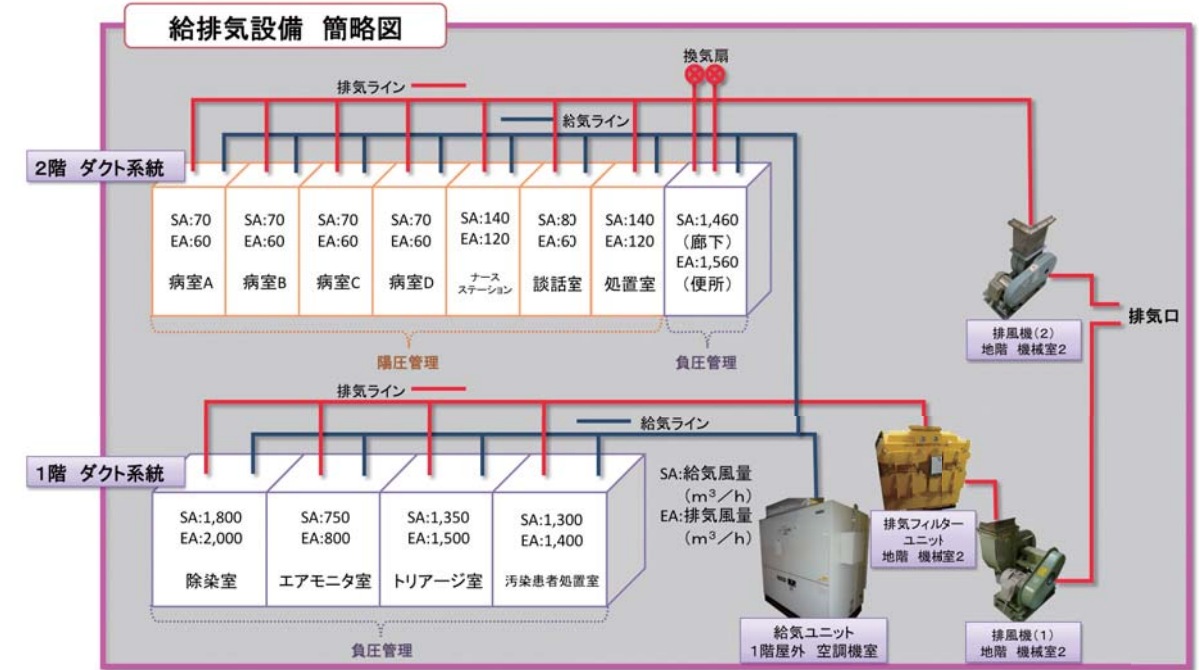 給排気設備 簡略図
換気扇
排気ライン
給気ライン
2階 ダクト系統
SA:70
EA:60
病室A
SA:70
EA:60
病室B
SA:70
EA:60
病室C
SA:70
EA:60
病室D
SA:140
EA:120
ナース
ステーション
SA:80
EA:60
談話室
SA:140
EA:120
処置室
SA:1,460
(廊下)
EA:1,560
(便所)
陽圧管理
負圧管理
排風機(2)
地階 機械室2
排気口
排気ライン
給気ライン
1階 ダクト系統
SA:1,800
EA:2,000
除染室
SA:750
EA:800
エアモニタ室
SA:1,350
EA:1,500
トリアージ室
SA:1,300
EA:1,400
汚染患者処置室
負圧管理
SA:給気風量
(m³/h)
EA:排気風量
(m³/h)
給気ユニット
1階屋外 空調機室
排気フィルター
ユニット
地階 機械室2
排風機(1)
地階 機械室2